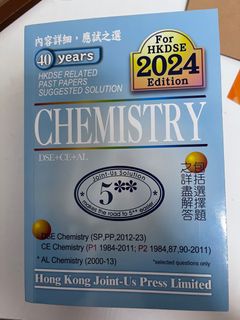 內容詳細，應試之選
40 years
HKDSE RELATED
PAST PAPERS
SUGGESTED SOLUTION
For
HKDSE
2024
Edition
CHEMISTRY
DSE+CE+AL
Joint-us Solution
5**
makes the road to 5** easier
包括選擇題
之詳盡解答
* DSE Chemistry (SP,PP,2012-23)
CE Chemistry (P1 1984-2011; P2 1984,87,90-2011)
* AL Chemistry (2000-13)
*selected questions only
Hong Kong Joint-Us Press Limited